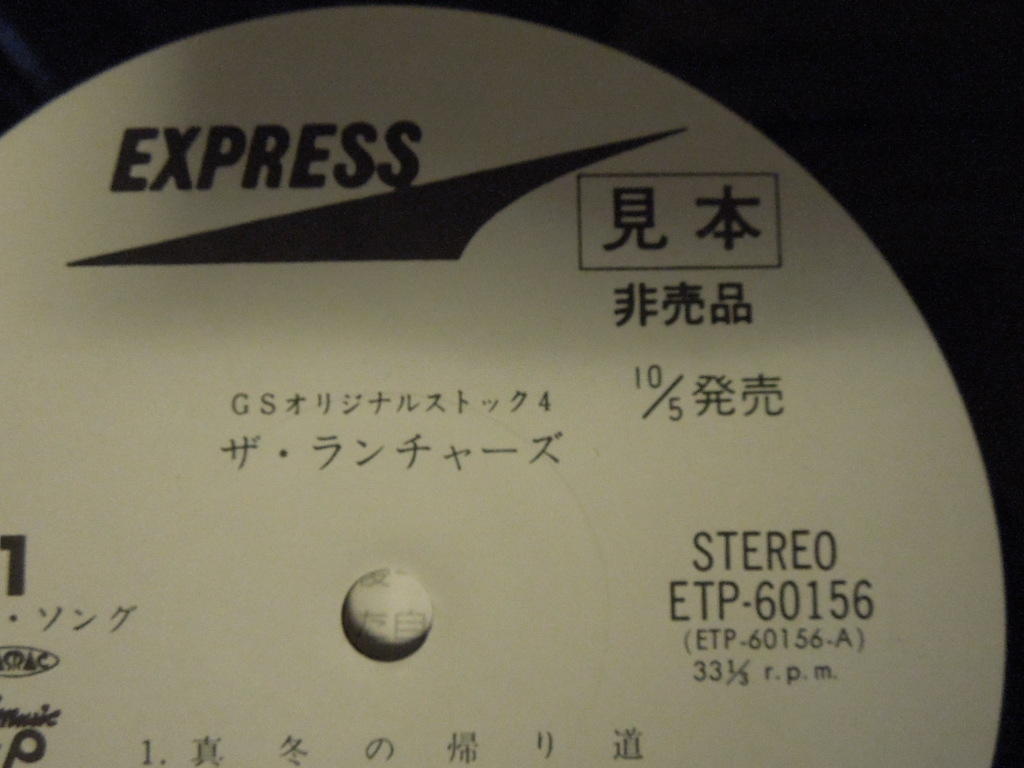 EXPRESS
見本
非売品
10/5 発売
GSオリジナルストック4
ザ・ランチャーズ
1
STEREO
ETP-60156
(ETP-60156-A)
33⅓ r.p.m.
・ソング
1. 真冬の帰り道